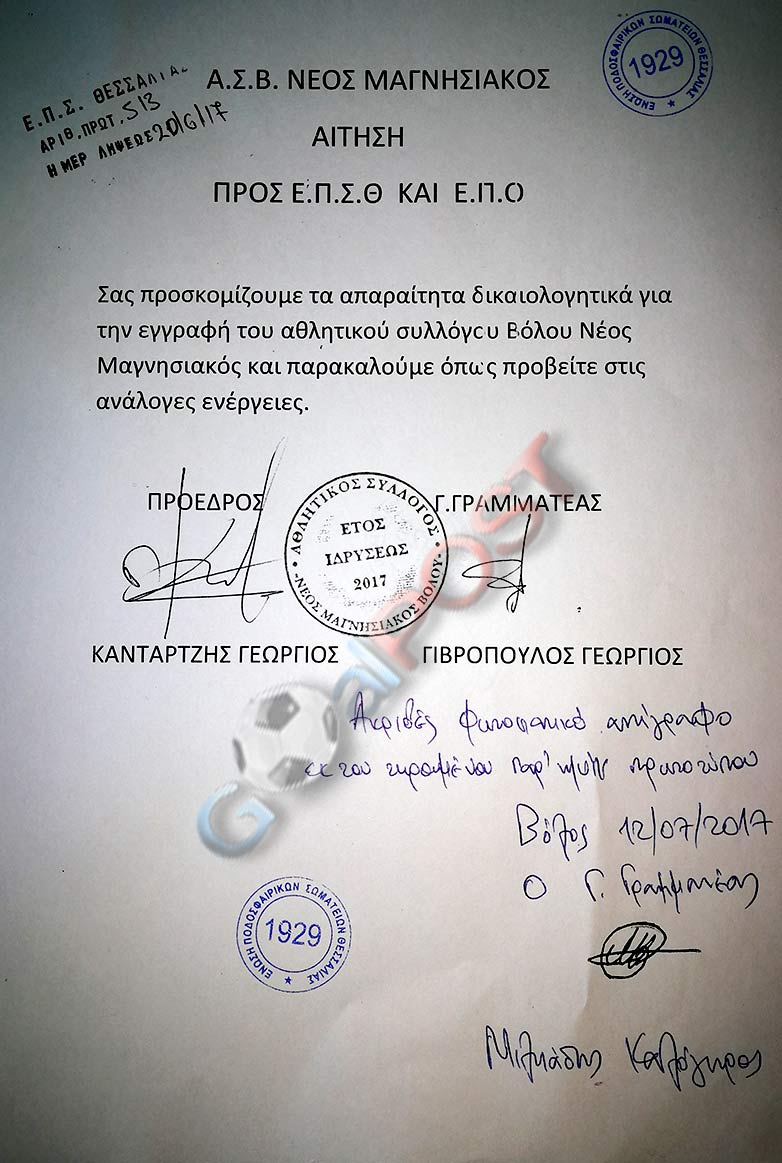 Ε.Π.Σ. ΘΕΣΣΑΛΙΑΣ
ΑΡΙΘ. ΠΡΩΤ. 513
Η ΜΕΡ ΛΗΨΕΩΣ 20/6/17
ΕΝΩΣΗ ΠΟΔΟΣΦΑΙΡΙΚΩΝ ΣΩΜΑΤΕΙΩΝ ΘΕΣΣΑΛΙΑΣ
1929
Α.Σ.Β. ΝΕΟΣ ΜΑΓΝΗΣΙΑΚΟΣ
ΑΙΤΗΣΗ
ΠΡΟΣ Ε.Π.Σ.Θ ΚΑΙ Ε.Π.Ο
Σας προσκομίζουμε τα απαραίτητα δικαιολογητικά για
την εγγραφή του αθλητικού συλλόγου Βόλου Νέος
Μαγνησιακός και παρακαλούμε όπως προβείτε στις
ανάλογες ενέργειες.
ΠΡΟΕΔΡΟΣ
Γ.ΓΡΑΜΜΑΤΕΑΣ
ΑΘΛΗΤΙΚΟΣ ΣΥΛΛΟΓΟΣ
ΕΤΟΣ
ΙΔΡΥΣΕΩΣ
2017
-ΝΕΟΣ ΜΑΓΝΗΣΙΑΚΟΣ ΒΟΛΟΥ-
ΚΑΝΤΑΡΤΖΗΣ ΓΕΩΡΓΙΟΣ
ΓΙΒΡΟΠΟΥΛΟΣ ΓΕΩΡΓΙΟΣ
GoalPOST
Ακριβές φωτοτυπικό αντίγραφο
εκ του τηρουμένου παρ' ημίν πρωτοτύπου
Βόλος 12/07/2017
Ο Γ. Γραμματέας
ΕΝΩΣΗ ΠΟΔΟΣΦΑΙΡΙΚΩΝ ΣΩΜΑΤΕΙΩΝ ΘΕΣΣΑΛΙΑΣ
1929
Μιλτιάδης Καλόγηρος